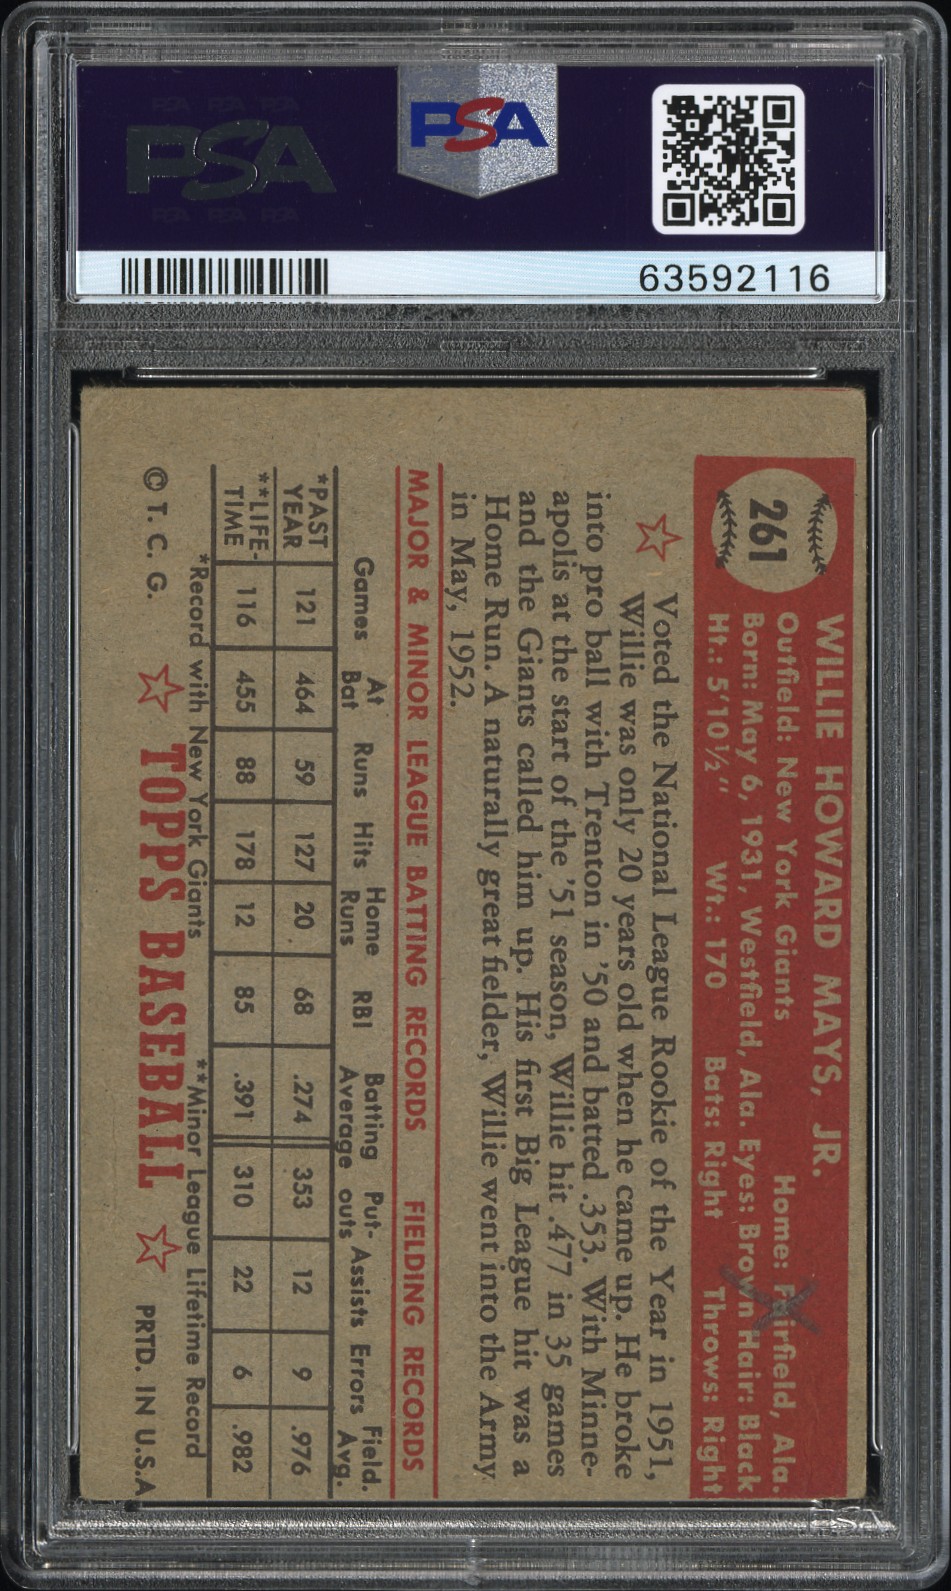 PSA PSA PSA
PSA
PSA PSA PSA
PSA
63592116
261
WILLIE HOWARD MAYS, JR.
Outfield: New York Giants Home: Fairfield, Ala.
Born: May 6, 1931, Westfield, Ala. Eyes: Brown Hair: Black
Ht.: 5'10½" Wt.: 170 Bats: Right Throws: Right
Voted the National League Rookie of the Year in 1951,
Willie was only 20 years old when he came up. He broke
into pro ball with Trenton in '50 and batted .353. With Minne-
apolis at the start of the '51 season, Willie hit .477 in 35 games
and the Giants called him up. His first Big League hit was a
Home Run. A naturally great fielder, Willie went into the Army
in May, 1952.
MAJOR & MINOR LEAGUE BATTING RECORDS FIELDING RECORDS
Games At Bat Runs Hits Home Runs RBI Batting Average Put-outs Assists Errors Field. Avg.
*PAST YEAR 121 464 59 127 20 68 .274 353 12 9 .976
**LIFE-TIME 116 455 88 178 12 85 .391 310 22 6 .982
*Record with New York Giants **Minor League Lifetime Record
© T. C. G. TOPPS BASEBALL PRTD. IN U.S.A